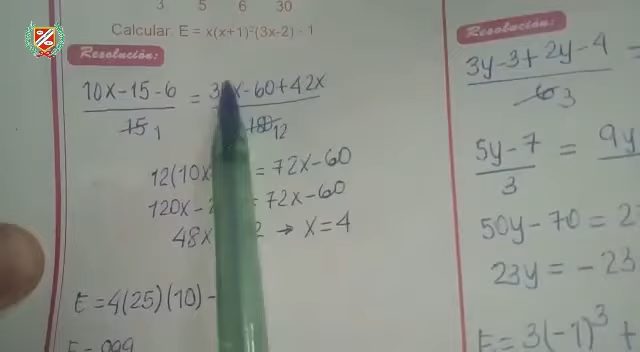 3 5 6 30
Calcular E = x(x+1)²(3x-2) - 1
Resolución:
10x-15-6 = 3 x-60+42x
15 1 180 12
12(10x = 72x-60
120x- = 72x-60
48x 2 → x=4
E=4(25)(10)-
E=999
Resolución:
3y-3+2y-4 =
6 3
5y-7 = 9y
3
50y-70 = 2
23y = -23
E=3(-1)³+